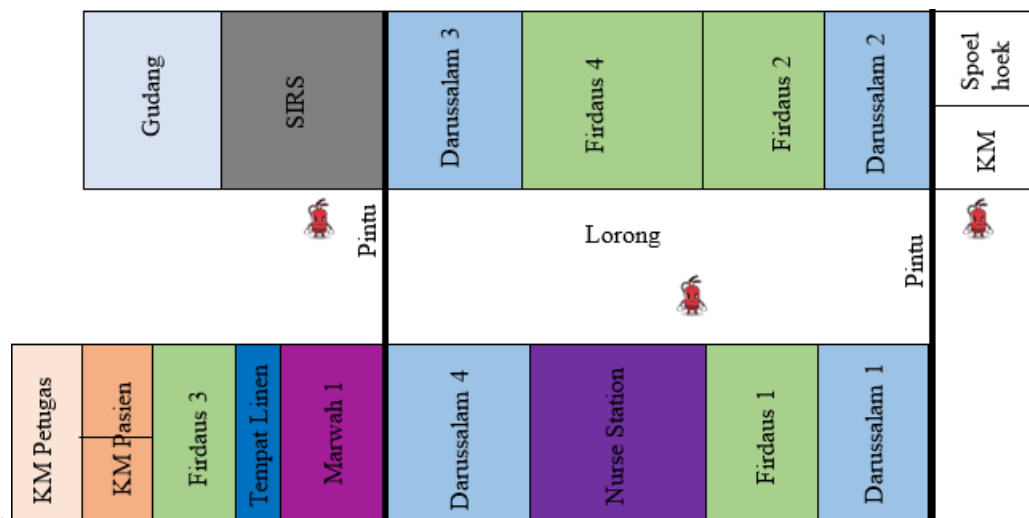 Gudang
SIRS
Darussalam 3
Firdaus 4
Firdaus 2
Darussalam 2
Spoel
hoek
KM
Pintu
Lorong
Pintu
KM Petugas
KM Pasien
Firdaus 3
Tempat Linen
Marwah 1
Darussalam 4
Nurse Station
Firdaus 1
Darussalam 1